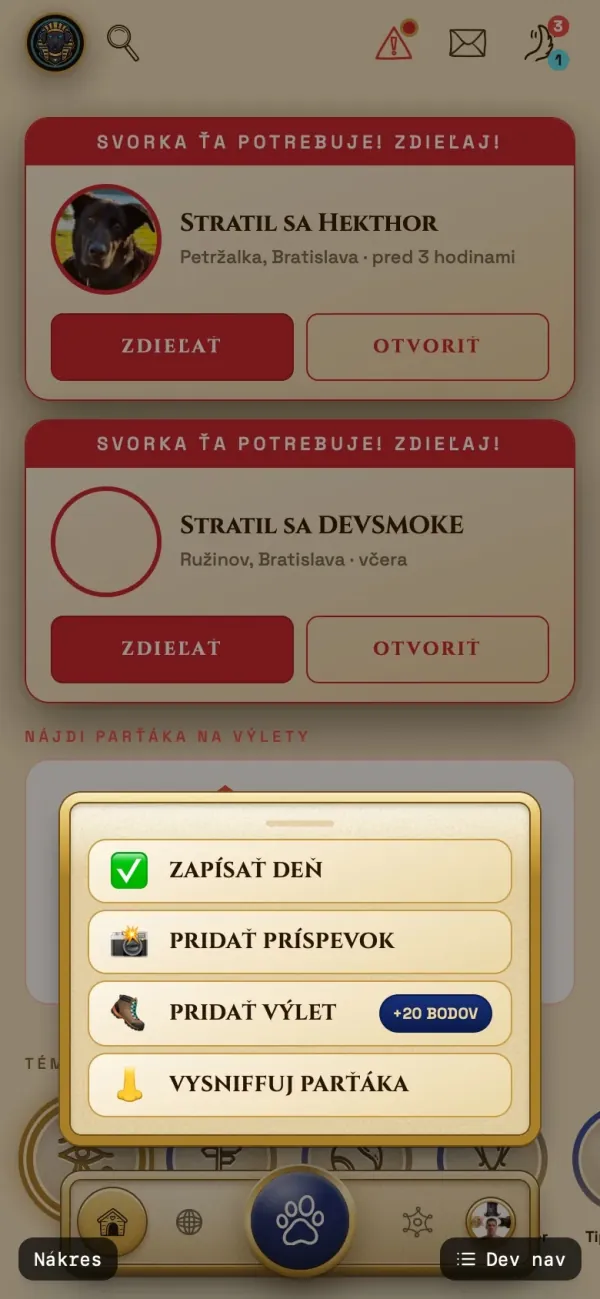 3
1
SVORKA ŤA POTREBUJE! ZDIEĽAJ!
Stratil sa Hekthor
Petržalka, Bratislava · pred 3 hodinami
ZDIEĽAŤ
OTVORIŤ
SVORKA ŤA POTREBUJE! ZDIEĽAJ!
Stratil sa DEVSMOKE
Ružinov, Bratislava · včera
ZDIEĽAŤ
OTVORIŤ
NÁJDI PARŤÁKA NA VÝLETY
ZAPÍSAŤ DEŇ
PRIDAŤ PRÍSPEVOK
PRIDAŤ VÝLET
+20 BODOV
VYSNIFFUJ PARŤÁKA
Nákres
Dev nav